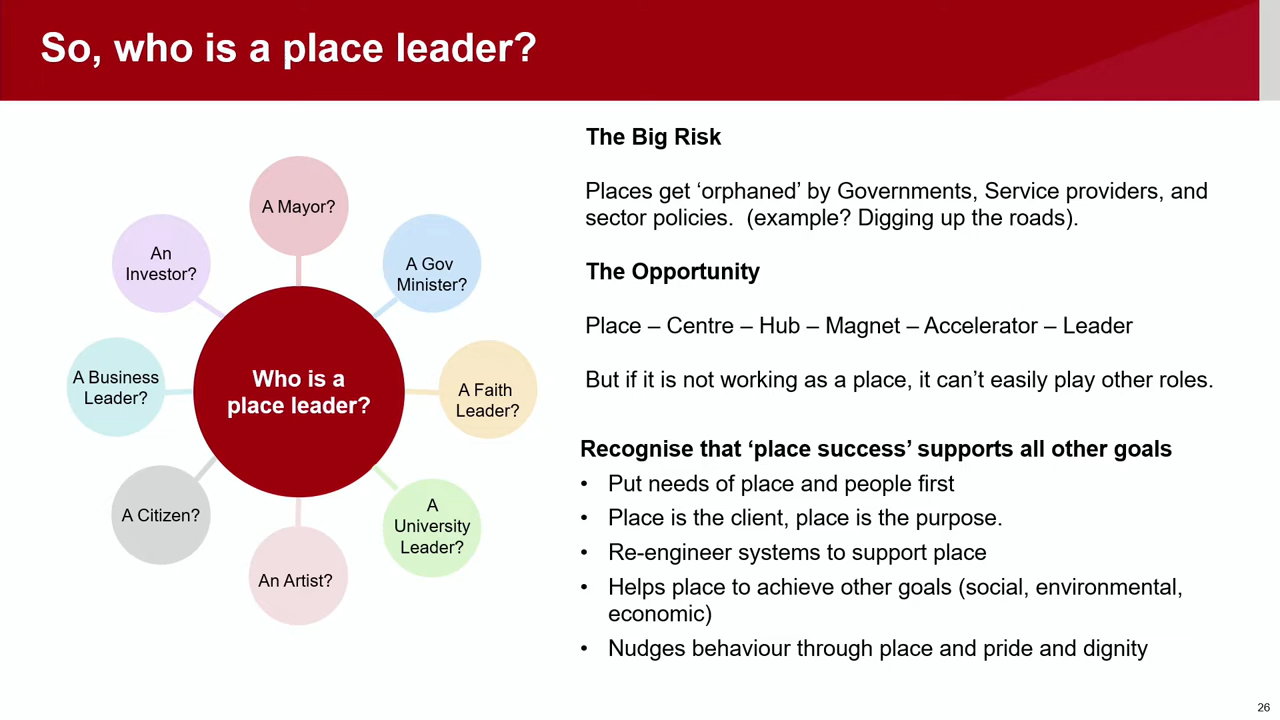 So, who is a place leader?
A Mayor?
A Gov
Minister?
A Faith
Leader?
A
University
Leader?
An Artist?
A Citizen?
A Business
Leader?
An
Investor?
Who is a
place leader?
The Big Risk
Places get ‘orphaned’ by Governments, Service providers, and
sector policies.  (example? Digging up the roads).
The Opportunity
Place – Centre – Hub – Magnet – Accelerator – Leader
But if it is not working as a place, it can’t easily play other roles.
Recognise that ‘place success’ supports all other goals
• Put needs of place and people first
• Place is the client, place is the purpose.
• Re-engineer systems to support place
• Helps place to achieve other goals (social, environmental,
economic)
• Nudges behaviour through place and pride and dignity
26